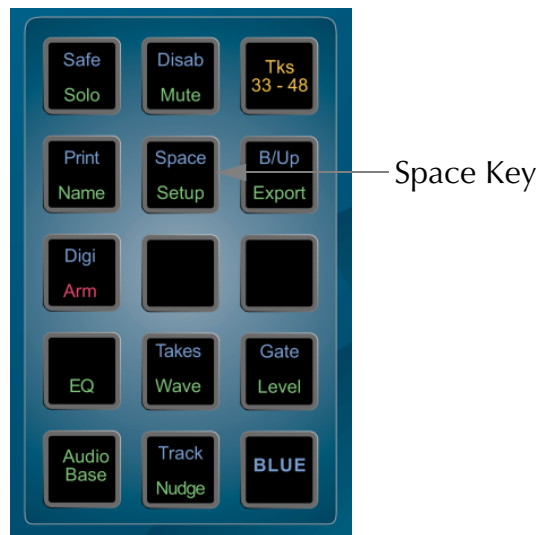 Safe
Solo
Disab
Mute
Tks
33 - 48
Print
Name
Space
Setup
B/Up
Export
Space Key
Digi
Arm
EQ
Takes
Wave
Gate
Level
Audio
Base
Track
Nudge
BLUE